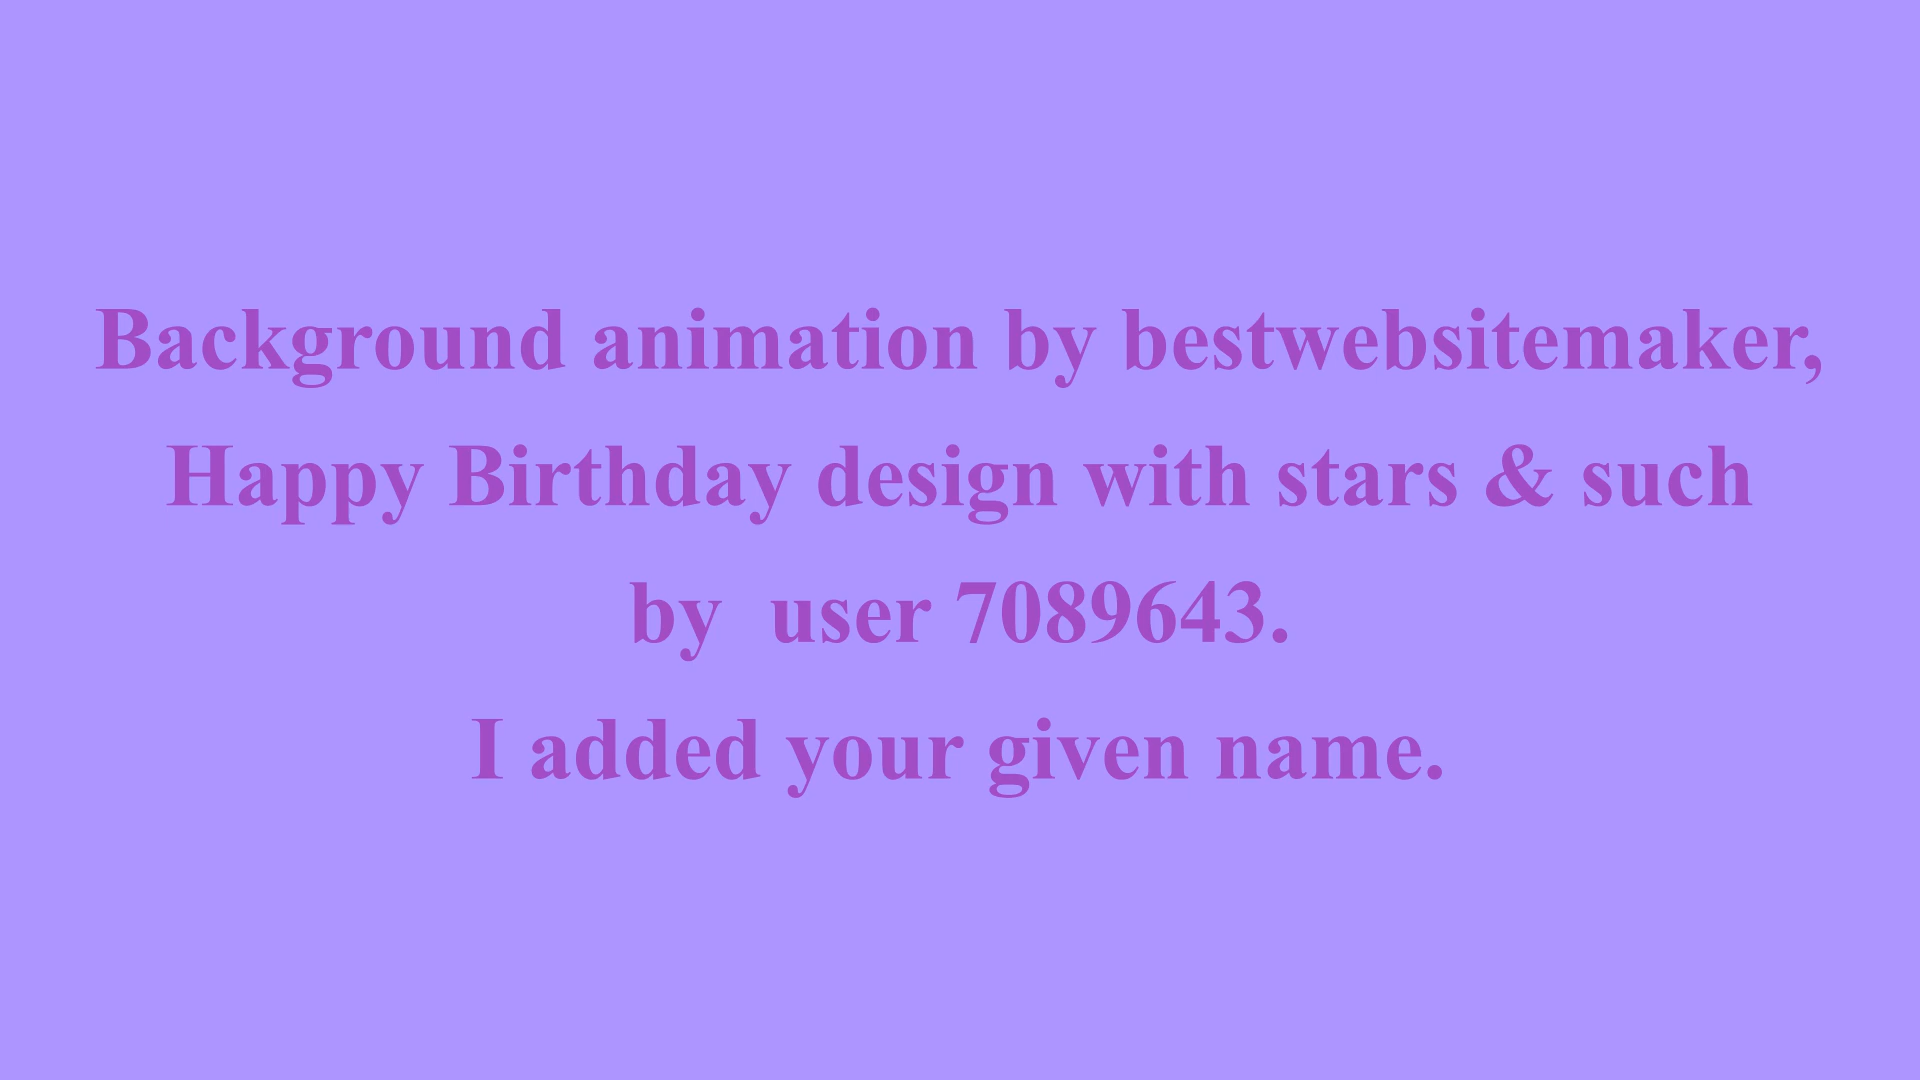 Background animation by bestwebsitemaker,
Happy Birthday design with stars & such
by  user 7089643.
I added your given name.